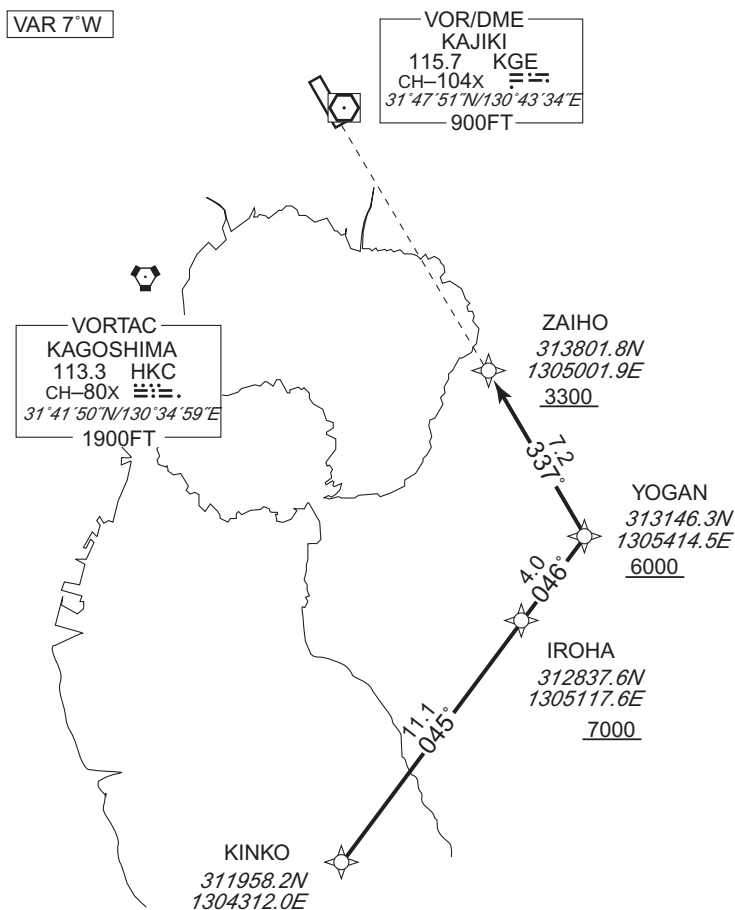 VAR 7°W
VOR/DME
KAJIKI
115.7 KGE
CH–104X
31°47´51˝N/130°43´34˝E
900FT
VORTAC
KAGOSHIMA
113.3 HKC
CH–80X
31°41´50˝N/130°34´59˝E
1900FT
ZAIHO
313801.8N
1305001.9E
3300
7.2
337°
YOGAN
313146.3N
1305414.5E
6000
4.0
046°
IROHA
312837.6N
1305117.6E
7000
11.1
045°
KINKO
311958.2N
1304312.0E